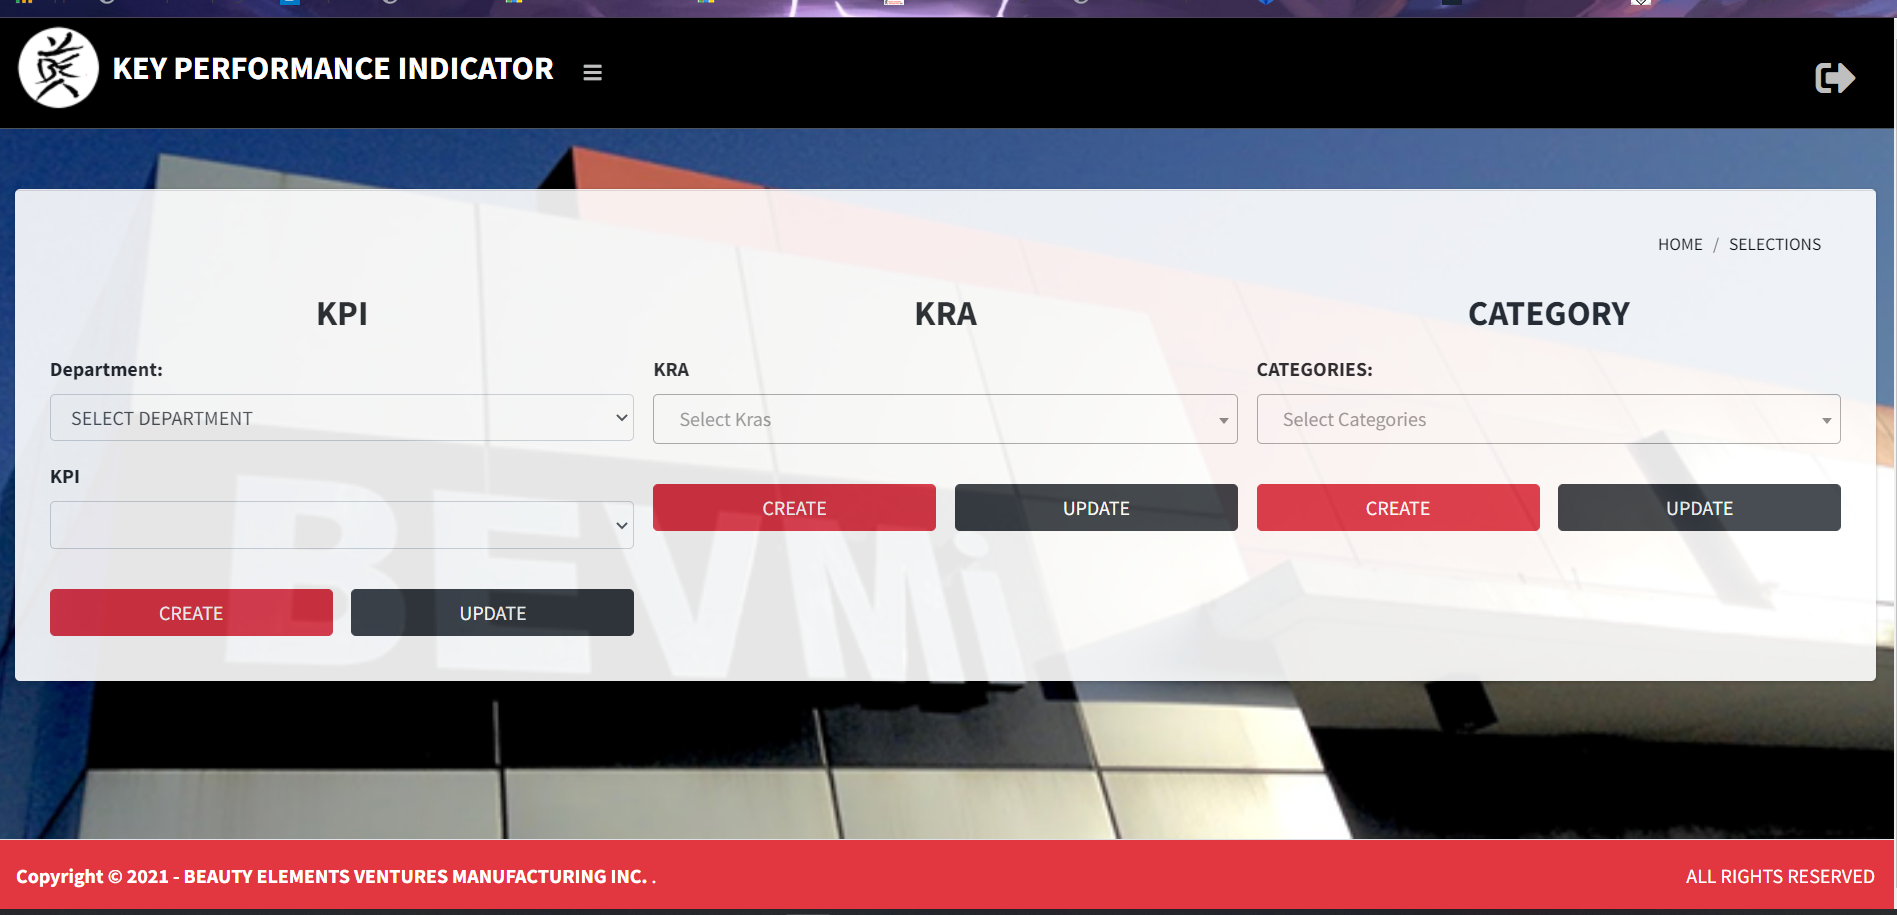 KEY PERFORMANCE INDICATOR
HOME / SELECTIONS
KPI
Department:
SELECT DEPARTMENT
KPI
CREATE UPDATE
KRA
KRA
Select Kras
CREATE UPDATE
CATEGORY
CATEGORIES:
Select Categories
CREATE UPDATE
BEVMi
Copyright © 2021 - BEAUTY ELEMENTS VENTURES MANUFACTURING INC. .
ALL RIGHTS RESERVED